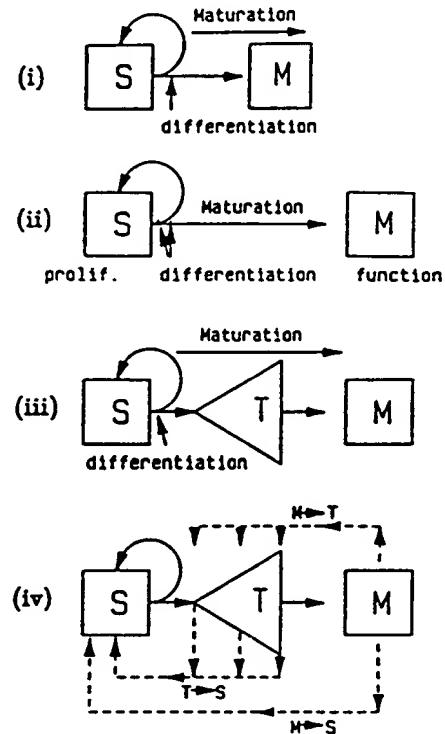 Maturation
(i)
S
M
differentiation
(ii)
S
Maturation
M
prolif.
differentiation
function
Maturation
(iii)
S
T
M
differentiation
M→T
(iv)
S
T
M
T→S
M→S